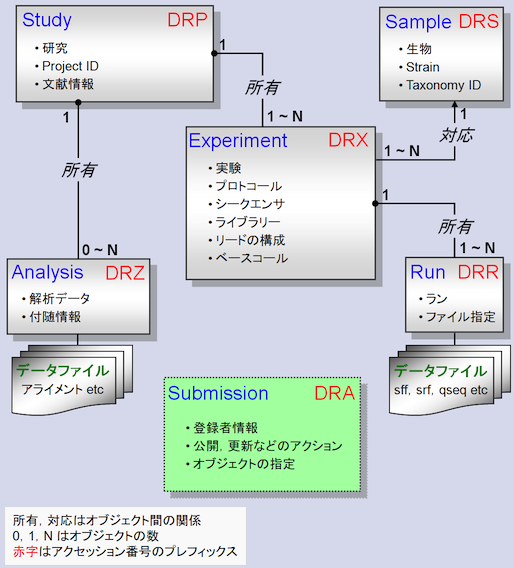 Study DRP
・研究
・Project ID
・文献情報
Sample DRS
・生物
・Strain
・Taxonomy ID
1
所有
1 ~ N
1
対応
1 ~ N
Experiment DRX
・実験
・プロトコール
・シークエンサ
・ライブラリー
・リードの構成
・ベースコール
1
所有
0 ~ N
1
所有
1 ~ N
Analysis DRZ
・解析データ
・付随情報
データファイル
アライメント etc
Run DRR
・ラン
・ファイル指定
データファイル
sff, srf, qseq etc
Submission DRA
・登録者情報
・公開, 更新などのアクション
・オブジェクトの指定
所有, 対応はオブジェクト間の関係
0, 1, N はオブジェクトの数
赤字はアクセッション番号のプレフィックス